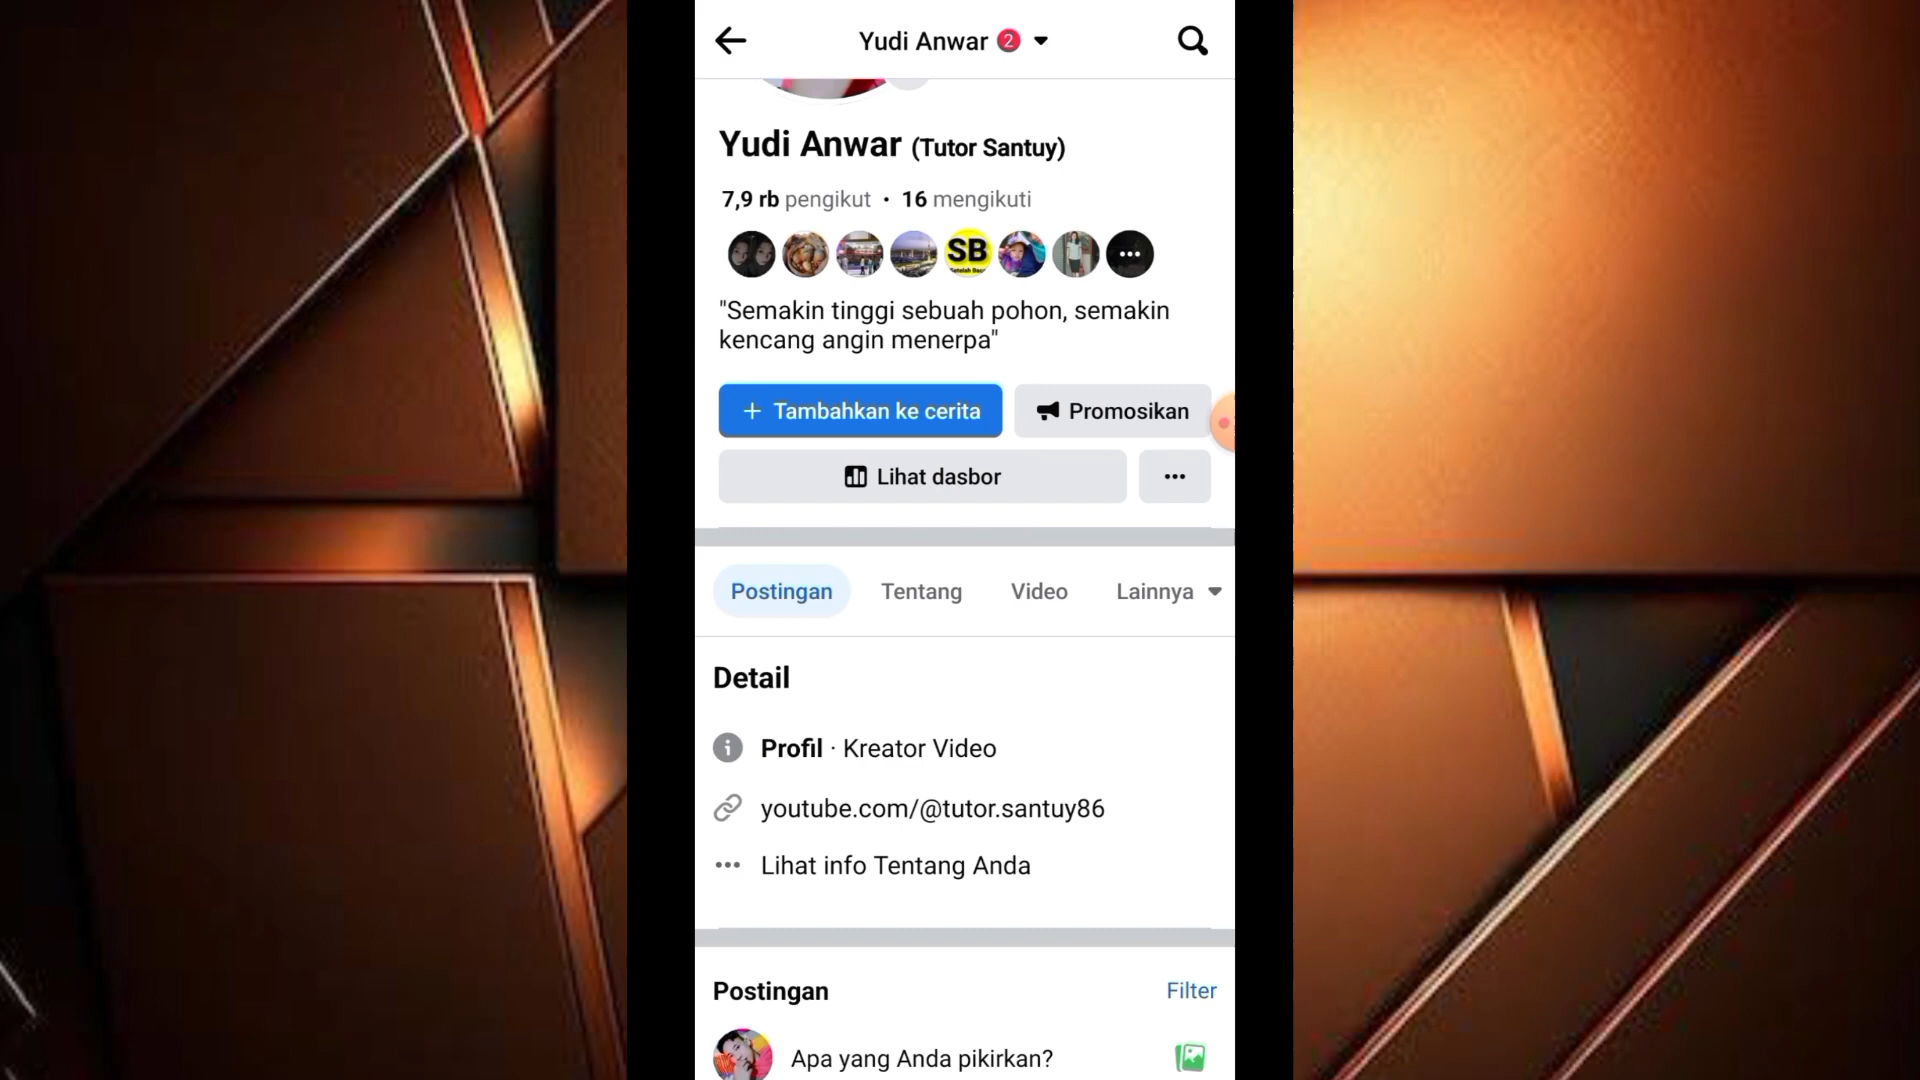 Yudi Anwar 2
Yudi Anwar (Tutor Santuy)
7,9 rb pengikut • 16 mengikuti
SB
"Semakin tinggi sebuah pohon, semakin
kencang angin menerpa"
+ Tambahkan ke cerita
Promosikan
Lihat dasbor
Postingan Tentang Video Lainnya
Detail
Profil · Kreator Video
youtube.com/@tutor.santuy86
Lihat info Tentang Anda
Postingan Filter
Apa yang Anda pikirkan?